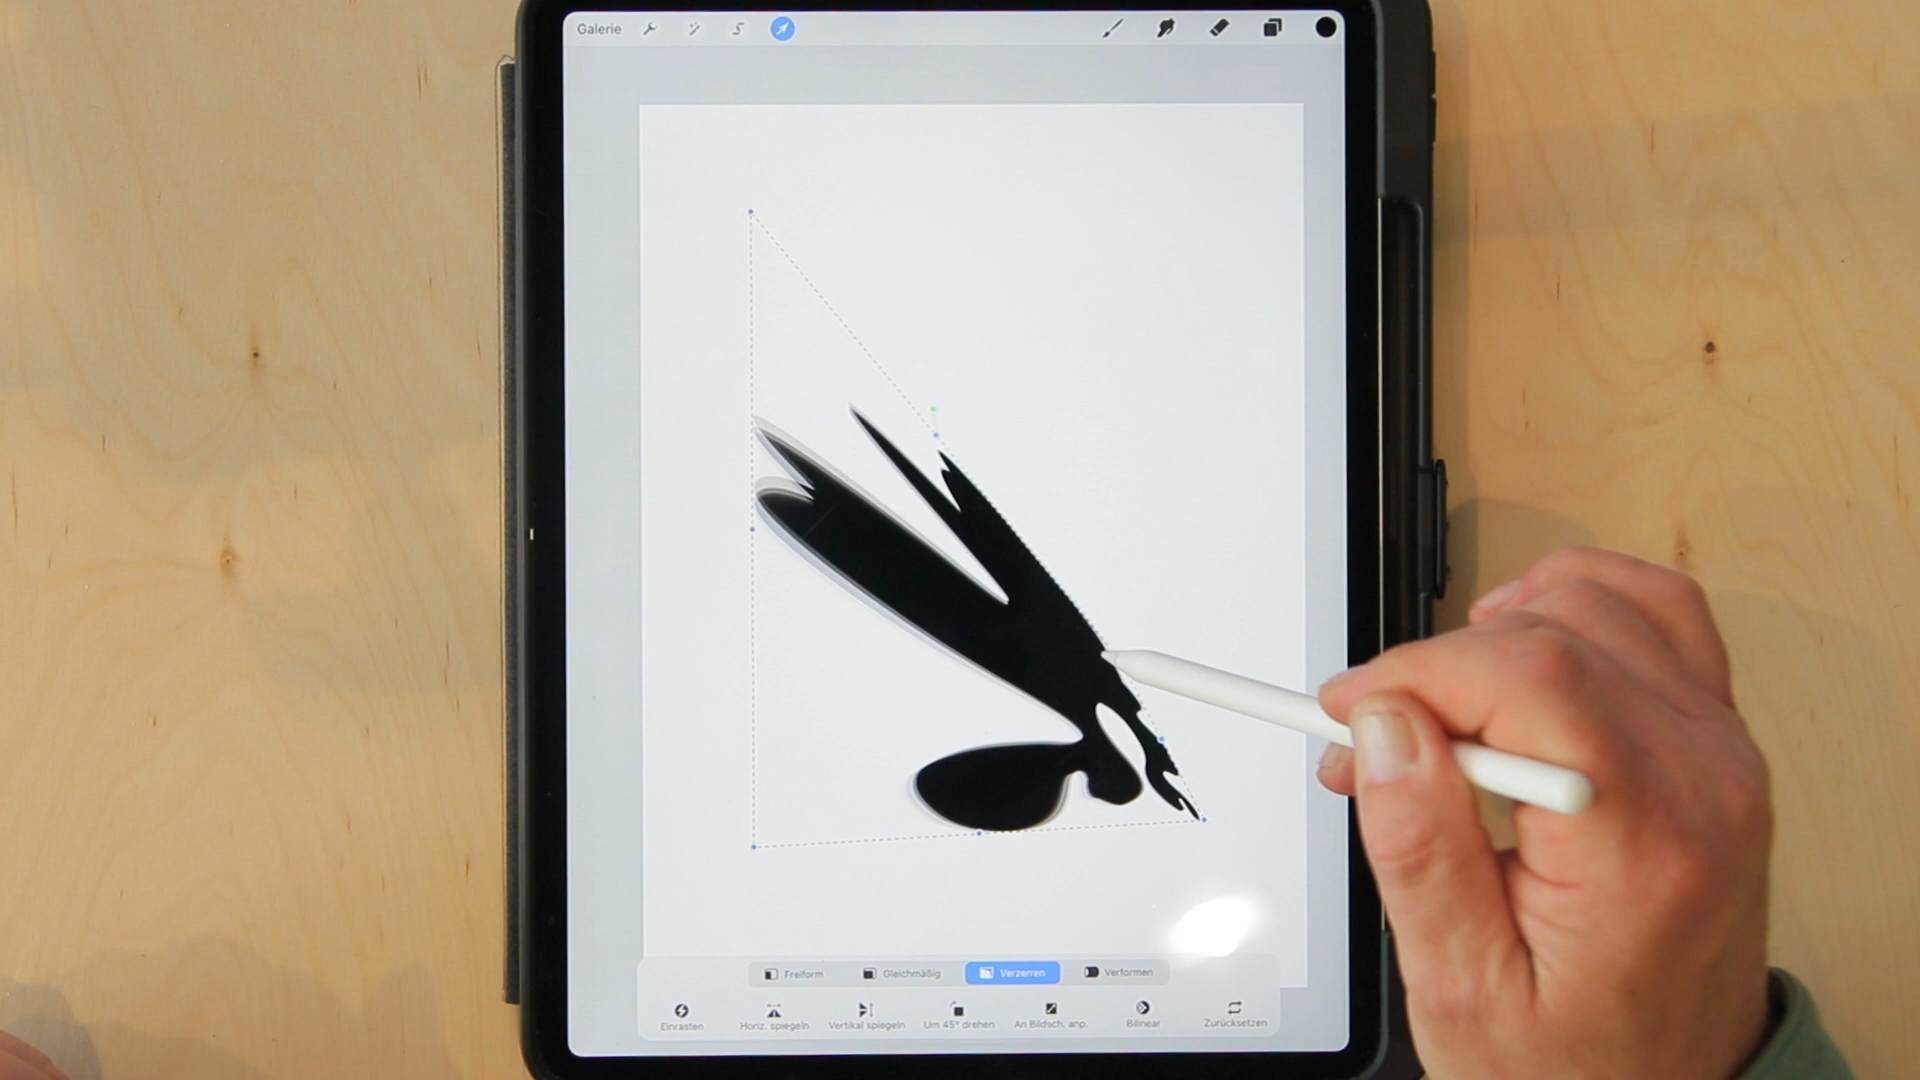 Galerie
Freiform Gleichmäßig Verzerren Verformen
Einrasten Horiz. spiegeln Vertikal spiegeln Um 45° drehen An Bildsch. anp. Bilinear Zurücksetzen